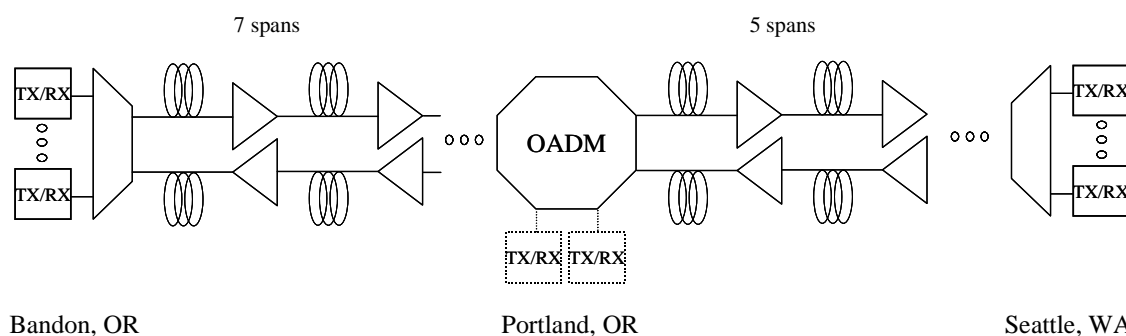 7 spans
5 spans
TX/RX
TX/RX
OADM
TX/RX
TX/RX
TX/RX
TX/RX
Bandon, OR
Portland, OR
Seattle, WA